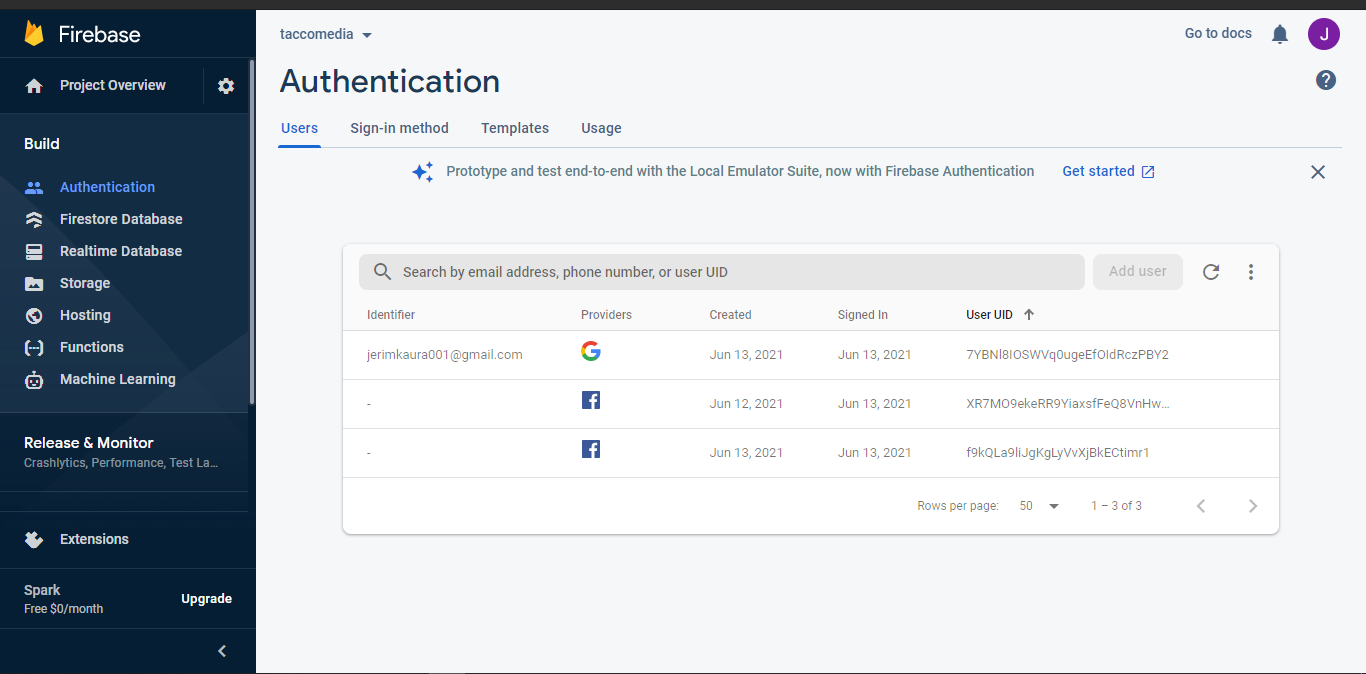 Firebase
Project Overview
Build
Authentication
Firestore Database
Realtime Database
Storage
Hosting
Functions
Machine Learning
Release & Monitor
Crashlytics, Performance, Test La...
Extensions
Spark
Free $0/month
Upgrade
taccomedia
Go to docs
J
Authentication
?
Users Sign-in method Templates Usage
Prototype and test end-to-end with the Local Emulator Suite, now with Firebase Authentication Get started
Search by email address, phone number, or user UID Add user
Identifier Providers Created Signed In User UID
jerimkaura001@gmail.com G Jun 13, 2021 Jun 13, 2021 7YBNl8IOSWVq0ugeEfOIdRczPBY2
- f Jun 12, 2021 Jun 13, 2021 XR7MO9ekeRR9YiaxsfFeQ8VnHw...
- f Jun 13, 2021 Jun 13, 2021 f9kQLa9liJgKgLyVvXjBkECtimr1
Rows per page: 50 1 – 3 of 3